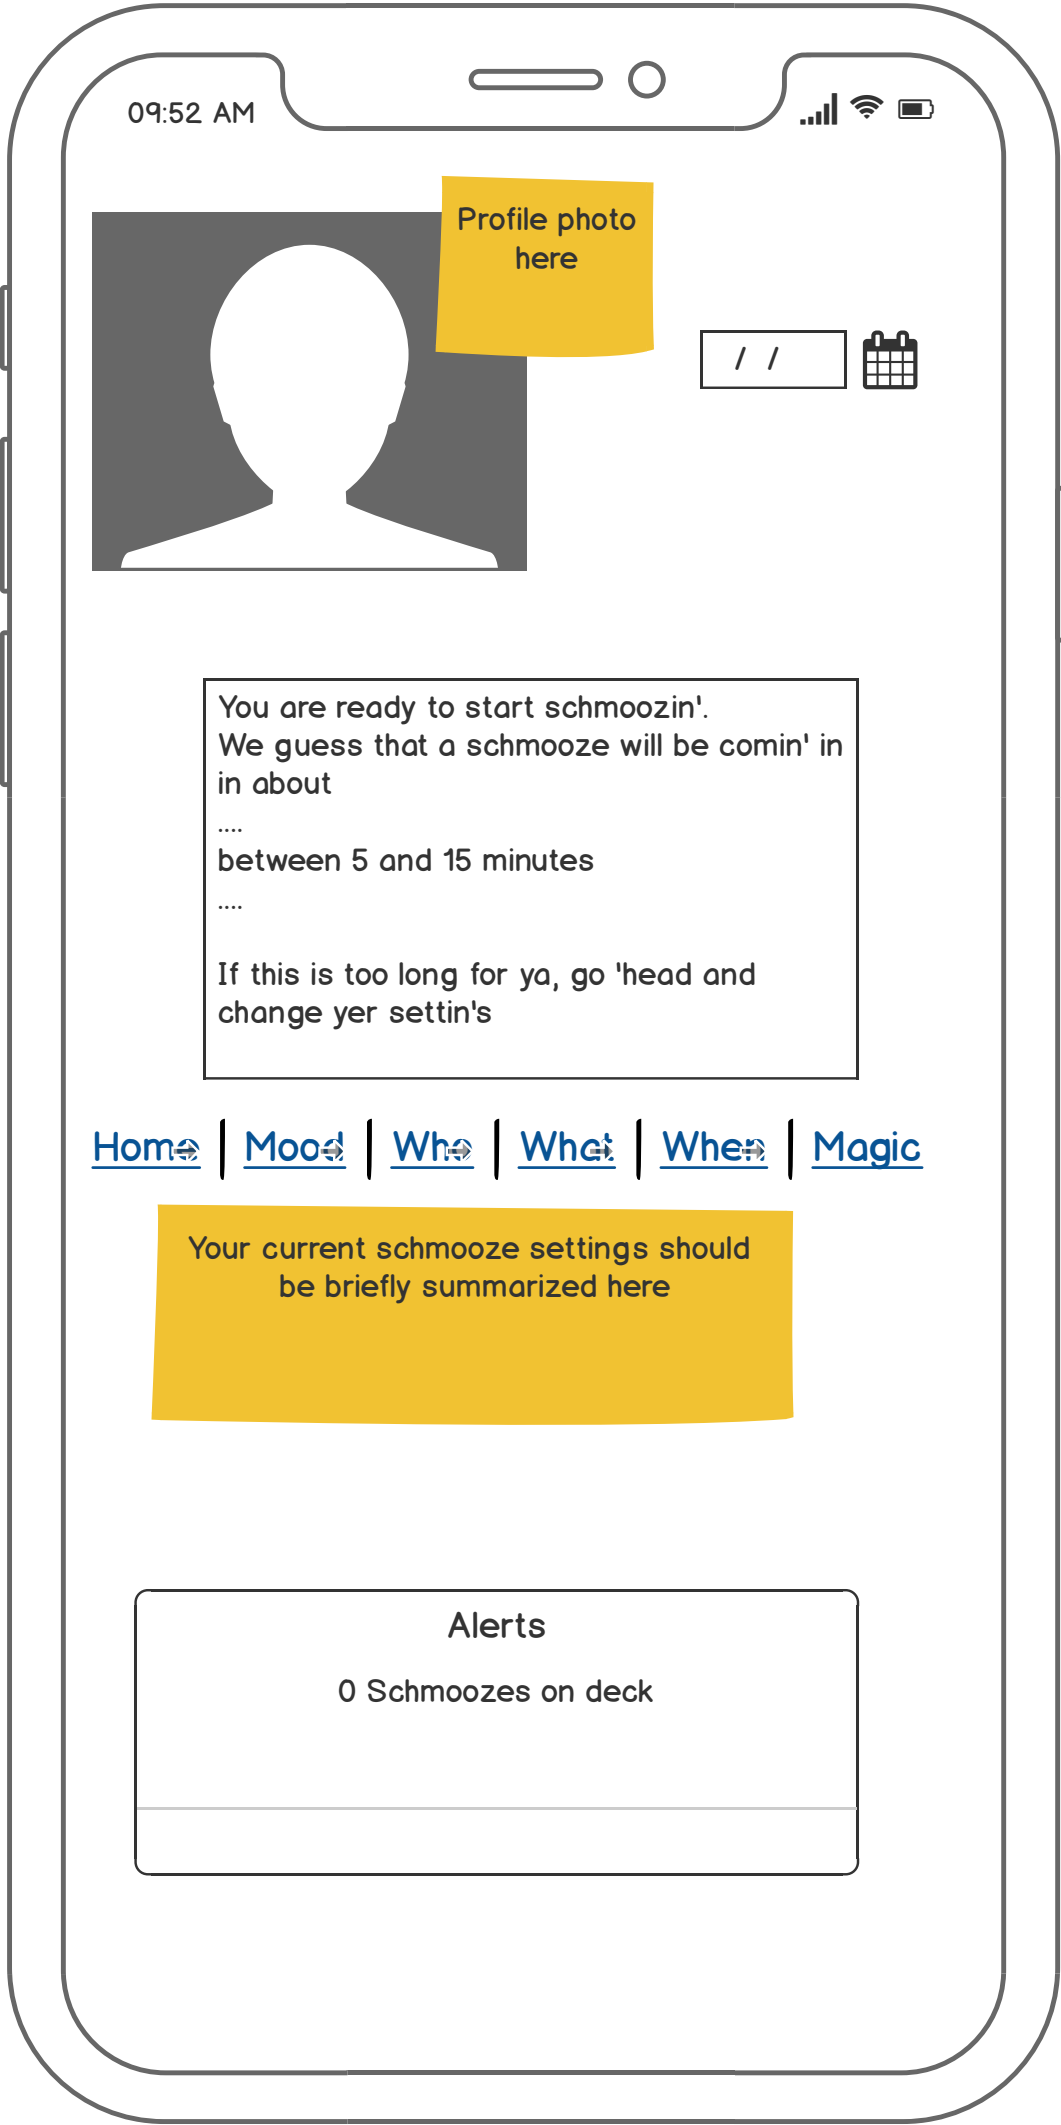 09:52 AM
Profile photo
here
/ /
You are ready to start schmoozin'.
We guess that a schmooze will be comin' in
in about
....
between 5 and 15 minutes
....
If this is too long for ya, go 'head and
change yer settin's
Home | Mood | Who | What | When | Magic
Your current schmooze settings should
be briefly summarized here
Alerts
0 Schmoozes on deck